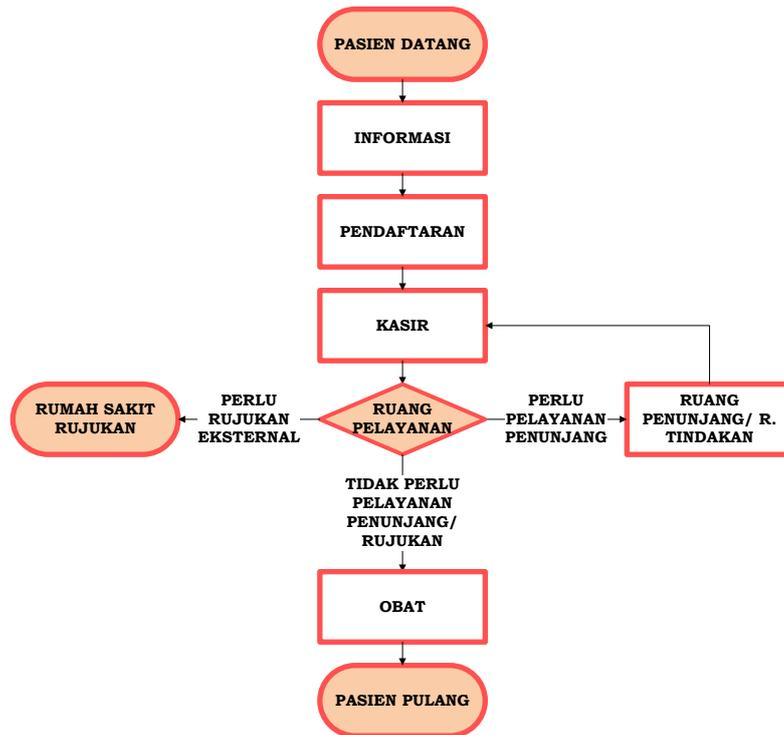 PASIEN DATANG
INFORMASI
PENDAFTARAN
KASIR
RUMAH SAKIT
RUJUKAN
PERLU
RUJUKAN
EKSTERNAL
RUANG
PELAYANAN
PERLU
PELAYANAN
PENUNJANG
RUANG
PENUNJANG/ R.
TINDAKAN
TIDAK PERLU
PELAYANAN
PENUNJANG/
RUJUKAN
OBAT
PASIEN PULANG